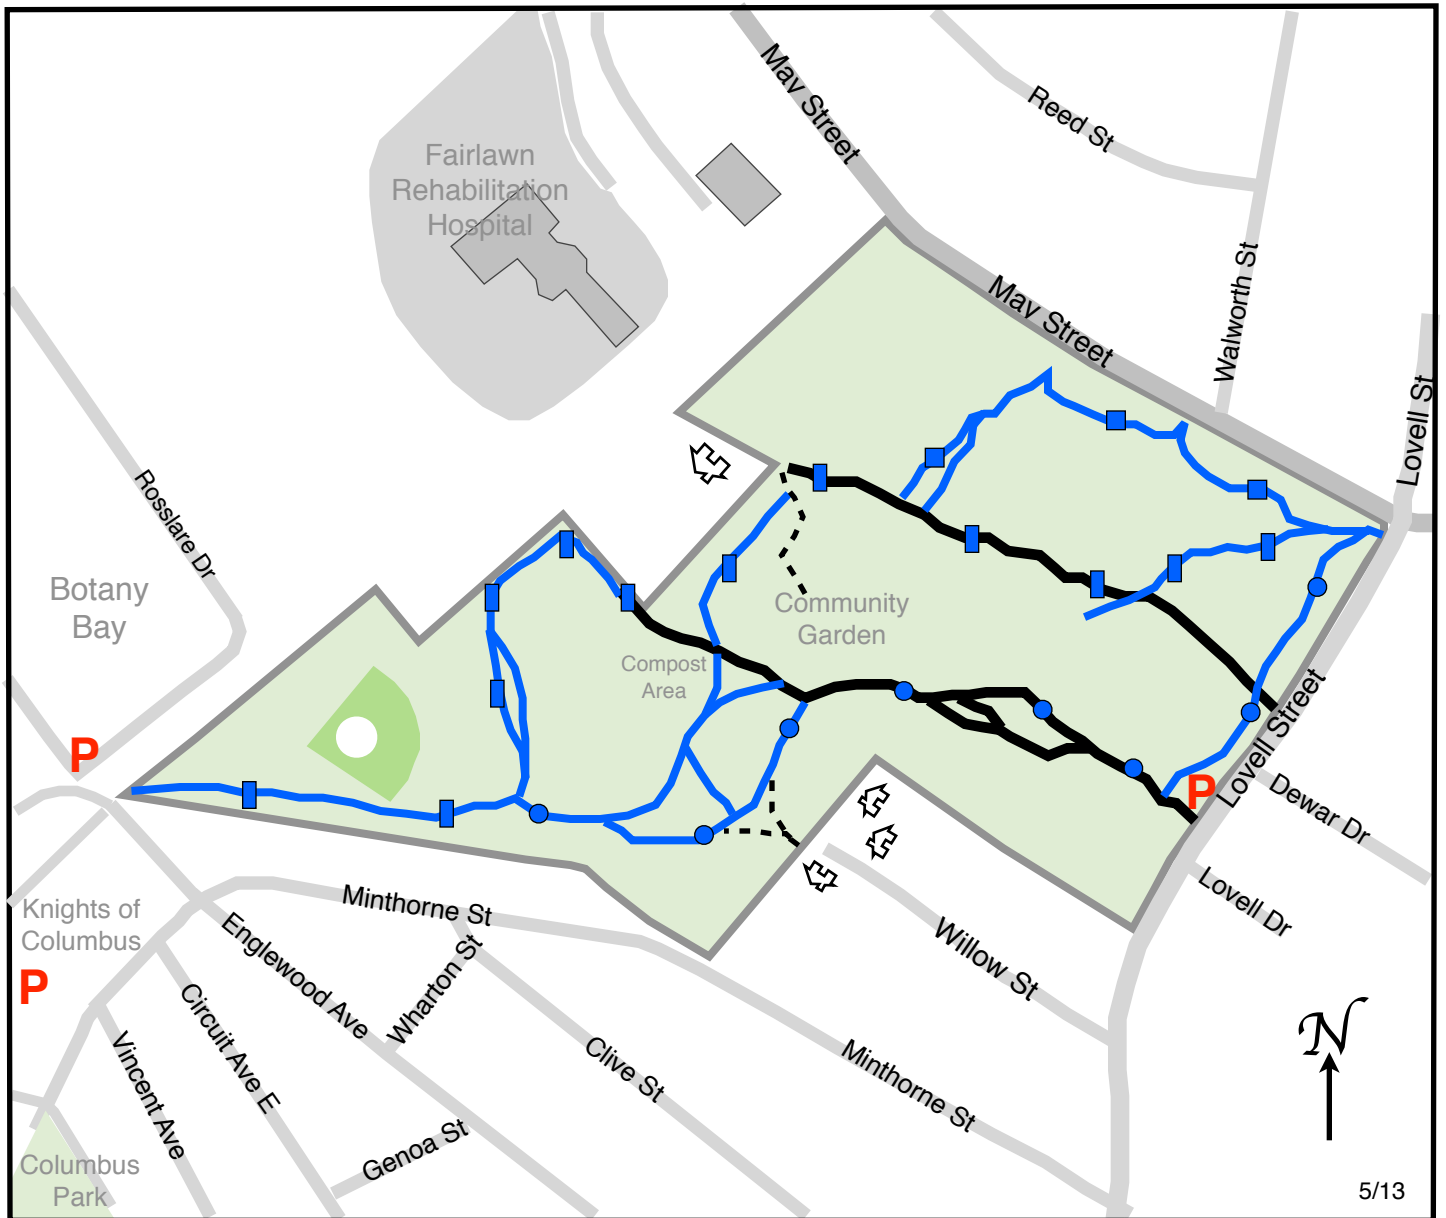 May Street
Reed St
Fairlawn
Rehabilitation
Hospital
Walworth St
May Street
Lovell St
Rosslare Dr
Botany
Bay
Community
Garden
Compost
Area
P
P
Lovell Street
Dewar Dr
Lovell Dr
Knights of
Columbus
P
Minthorne St
Englewood Ave
Wharton St
Willow St
Circuit Ave E
Vincent Ave
Clive St
Minthorne St
Genoa St
Columbus
Park
N
5/13